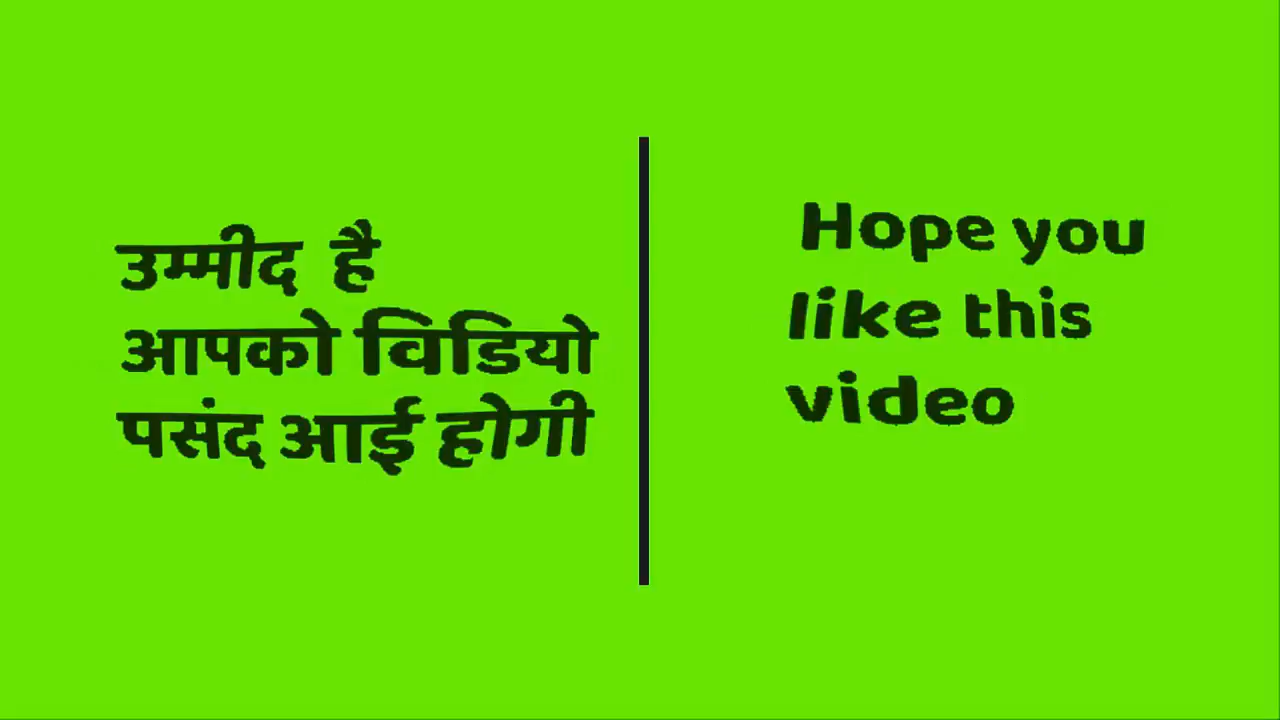 उम्मीद है
आपको विडियो
पसंद आई होगी
Hope you
like this
video